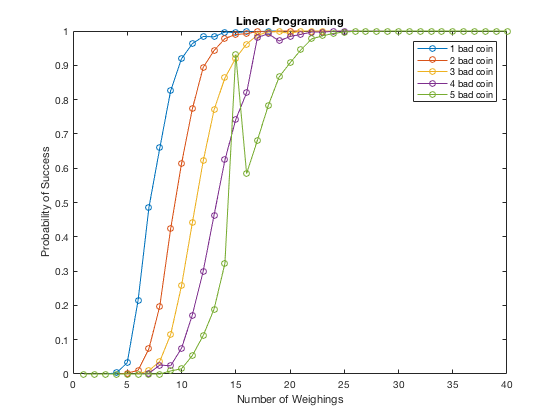 Linear Programming
1 bad coin
2 bad coin
3 bad coin
4 bad coin
5 bad coin
Probability of Success
1
0.9
0.8
0.7
0.6
0.5
0.4
0.3
0.2
0.1
0
0 5 10 15 20 25 30 35 40
Number of Weighings